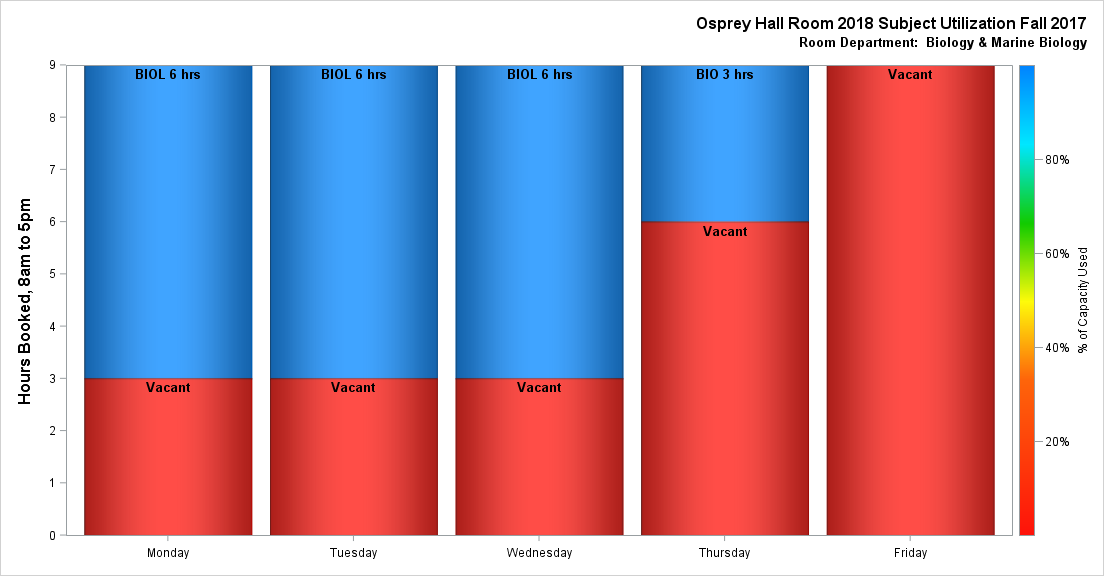 Osprey Hall Room 2018 Subject Utilization Fall 2017
Room Department:  Biology & Marine Biology
Hours Booked, 8am to 5pm
9
8
7
6
5
4
3
2
1
0
BIOL 6 hrs
Vacant
BIOL 6 hrs
Vacant
BIOL 6 hrs
Vacant
BIO 3 hrs
Vacant
Vacant
Monday
Tuesday
Wednesday
Thursday
Friday
80%
60%
40%
20%
% of Capacity Used